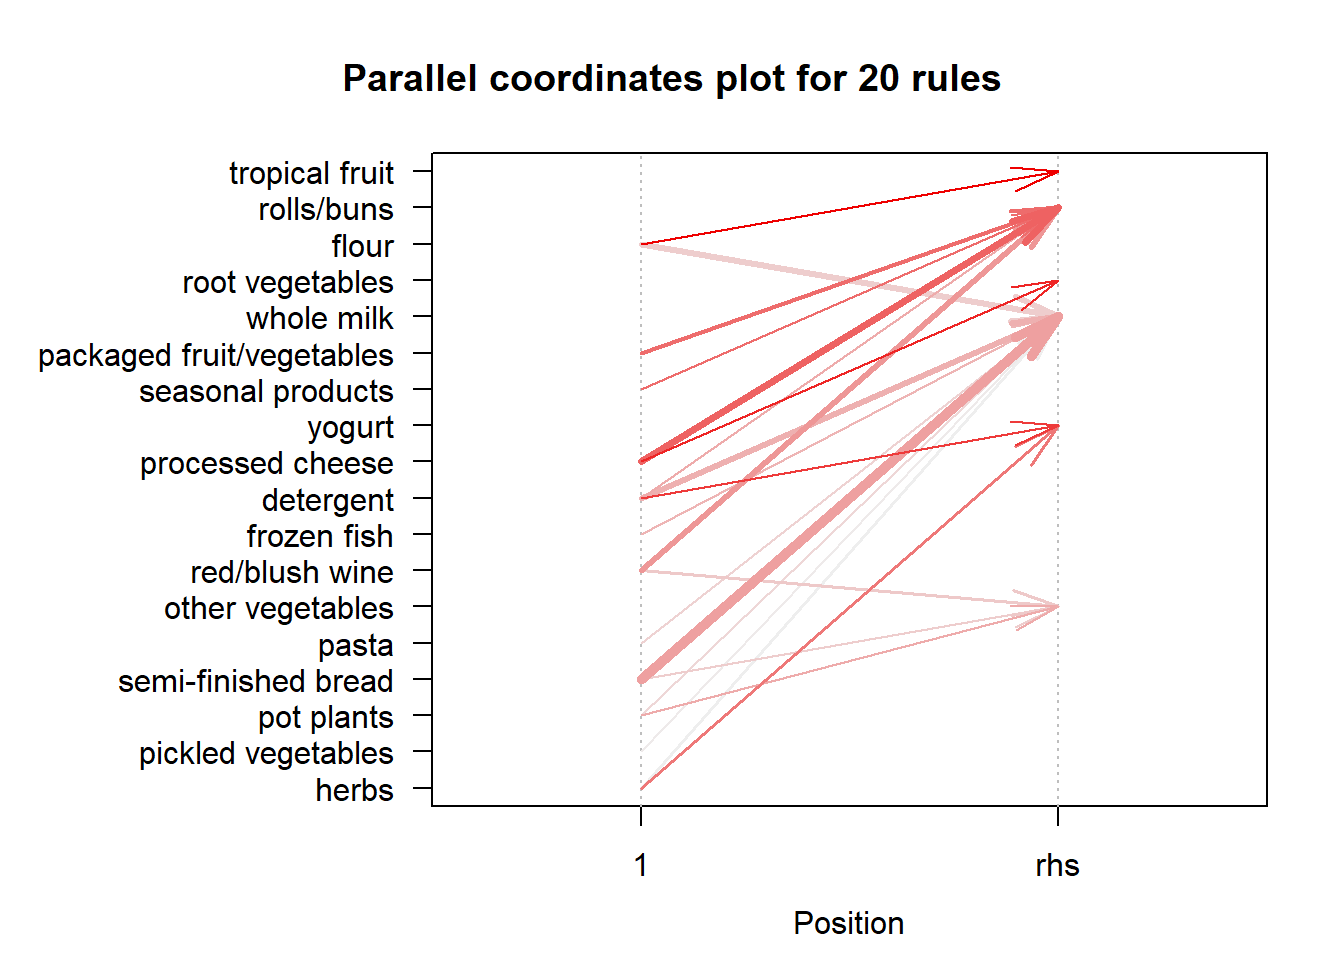 Parallel coordinates plot for 20 rules
tropical fruit
rolls/buns
flour
root vegetables
whole milk
packaged fruit/vegetables
seasonal products
yogurt
processed cheese
detergent
frozen fish
red/blush wine
other vegetables
pasta
semi-finished bread
pot plants
pickled vegetables
herbs
1 rhs
Position